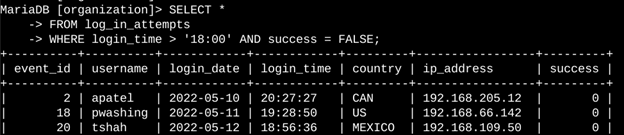 MariaDB [organization]> SELECT *
    -> FROM log_in_attempts
    -> WHERE login_time > '18:00' AND success = FALSE;
+----------+----------+------------+------------+---------+-----------------+---------+
| event_id | username | login_date | login_time | country | ip_address      | success |
+----------+----------+------------+------------+---------+-----------------+---------+
|        2 | apatel   | 2022-05-10 | 20:27:27   | CAN     | 192.168.205.12  |       0 |
|       18 | pwashing | 2022-05-11 | 19:28:50   | US      | 192.168.66.142  |       0 |
|       20 | tshah    | 2022-05-12 | 18:56:36   | MEXICO  | 192.168.109.50  |       0 |